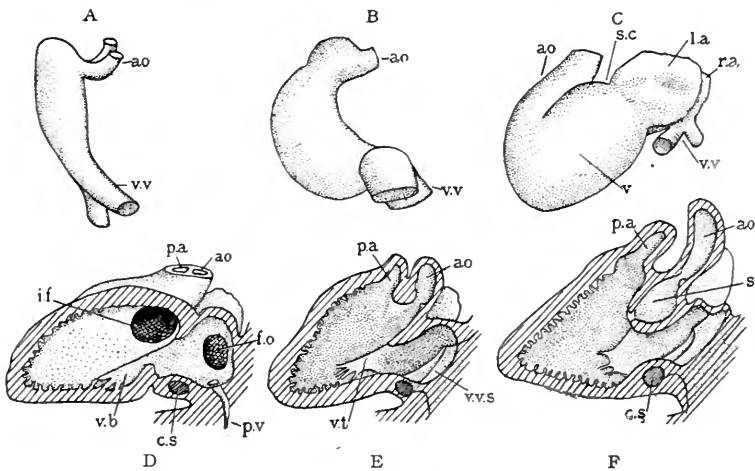 A
B
C
ao
ao
ao
s.c
l.a
r.a
v.v
v.v
v
v.v
p.a
ao
p.a
ao
p.a
ao
i.f
f.o
s
v.b
c.s
p.v
v.t
v.v.s
c.s
D
E
F